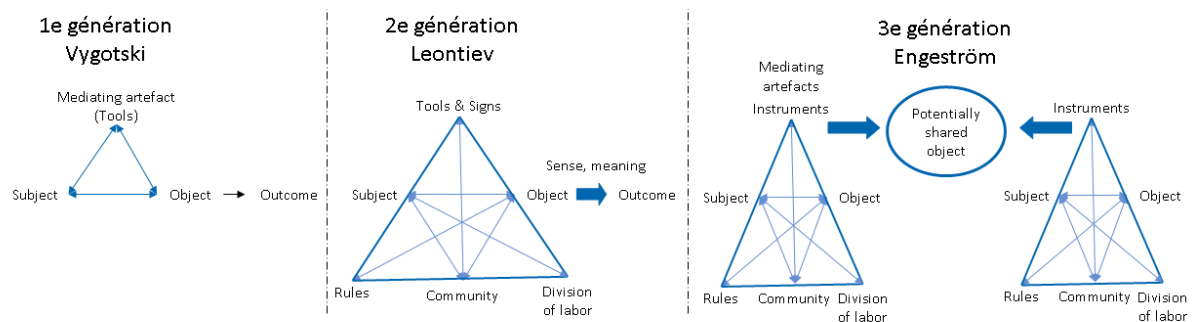 1e génération
Vygotski
Mediating artefact
(Tools)
Subject
Object
Outcome
2e génération
Leontiev
Tools & Signs
Sense, meaning
Subject
Object
Outcome
Rules
Community
Division
of labor
3e génération
Engeström
Mediating
artefacts
Instruments
Potentially
shared
object
Instruments
Subject
Object
Subject
Object
Rules
Community
Division
of labor
Rules
Community
Division
of labor